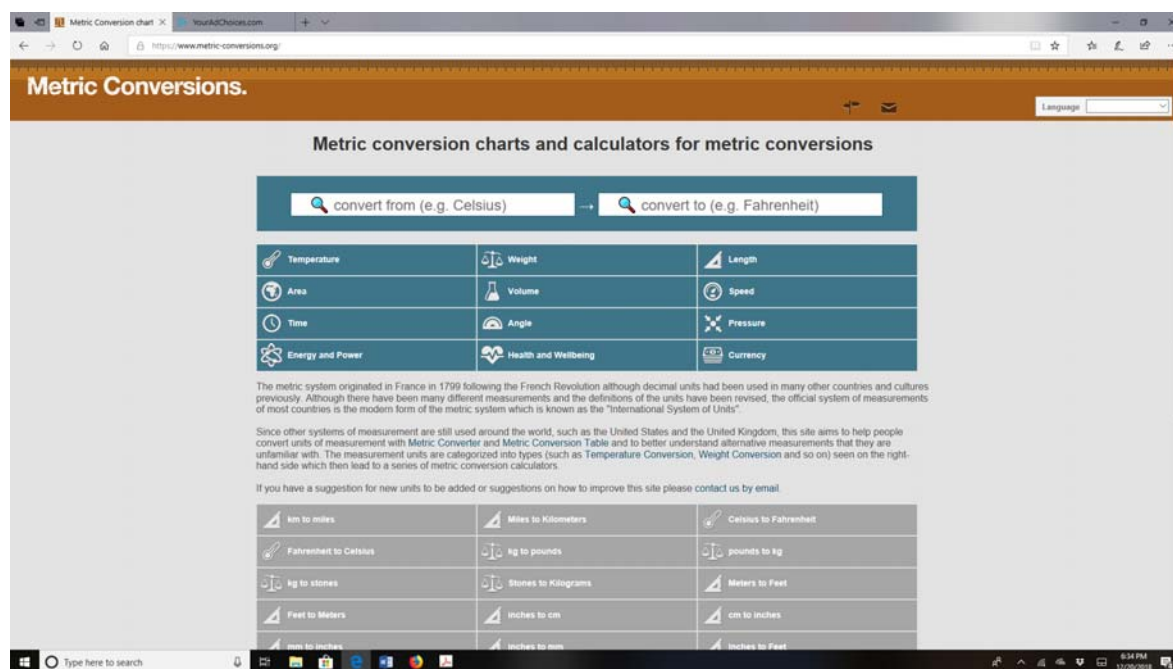 Metric Conversion chart
YourAdChoices.com
https://www.metric-conversions.org/
Metric Conversions.
Language
Metric conversion charts and calculators for metric conversions
convert from (e.g. Celsius) → convert to (e.g. Fahrenheit)
Temperature Weight Length
Area Volume Speed
Time Angle Pressure
Energy and Power Health and Wellbeing Currency
The metric system originated in France in 1799 following the French Revolution although decimal units had been used in many other countries and cultures
previously. Although there have been many different measurements and the definitions of the units have been revised, the official system of measurements
of most countries is the modern form of the metric system which is known as the "International System of Units".
Since other systems of measurement are still used around the world, such as the United States and the United Kingdom, this site aims to help people
convert units of measurement with Metric Converter and Metric Conversion Table and to better understand alternative measurements that they are
unfamiliar with. The measurement units are categorized into types (such as Temperature Conversion, Weight Conversion and so on) seen on the right-
hand side which then lead to a series of metric conversion calculators.
If you have a suggestion for new units to be added or suggestions on how to improve this site please contact us by email.
km to miles Miles to Kilometers Celsius to Fahrenheit
Fahrenheit to Celsius kg to pounds pounds to kg
kg to stones Stones to Kilograms Meters to Feet
Feet to Meters inches to cm cm to inches
mm to inches inches to mm inches to Feet
Type here to search
6:34 PM
12/20/2018